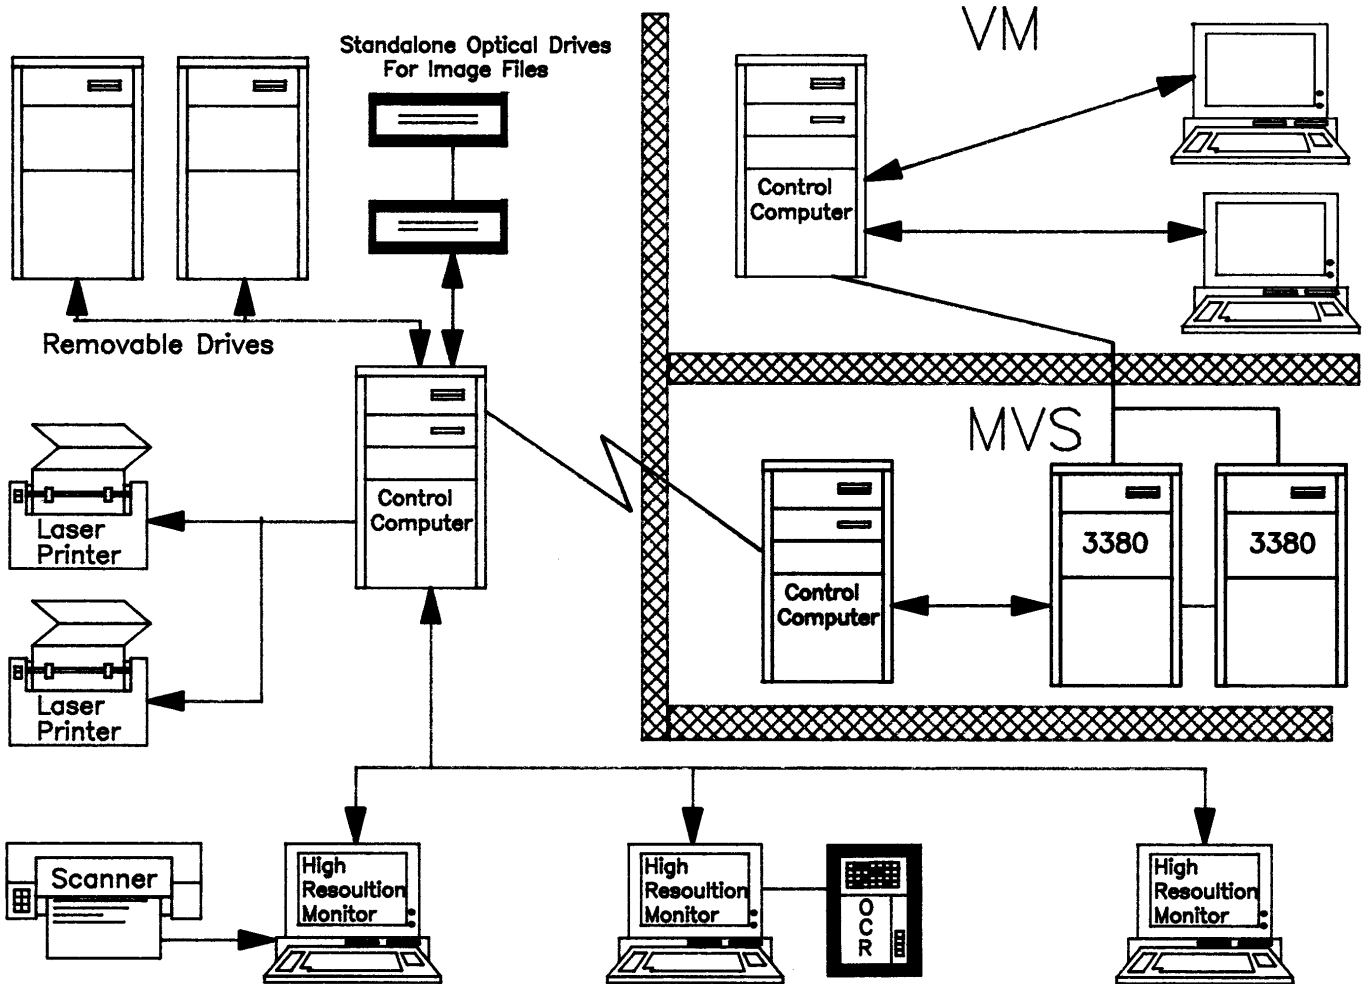 Standalone Optical Drives
For Image Files
VM
Control
Computer
Removable Drives
MVS
Control
Computer
Laser
Printer
3380
3380
Control
Computer
Laser
Printer
Scanner
High
Resoultion
Monitor
High
Resoultion
Monitor
O
C
R
High
Resoultion
Monitor